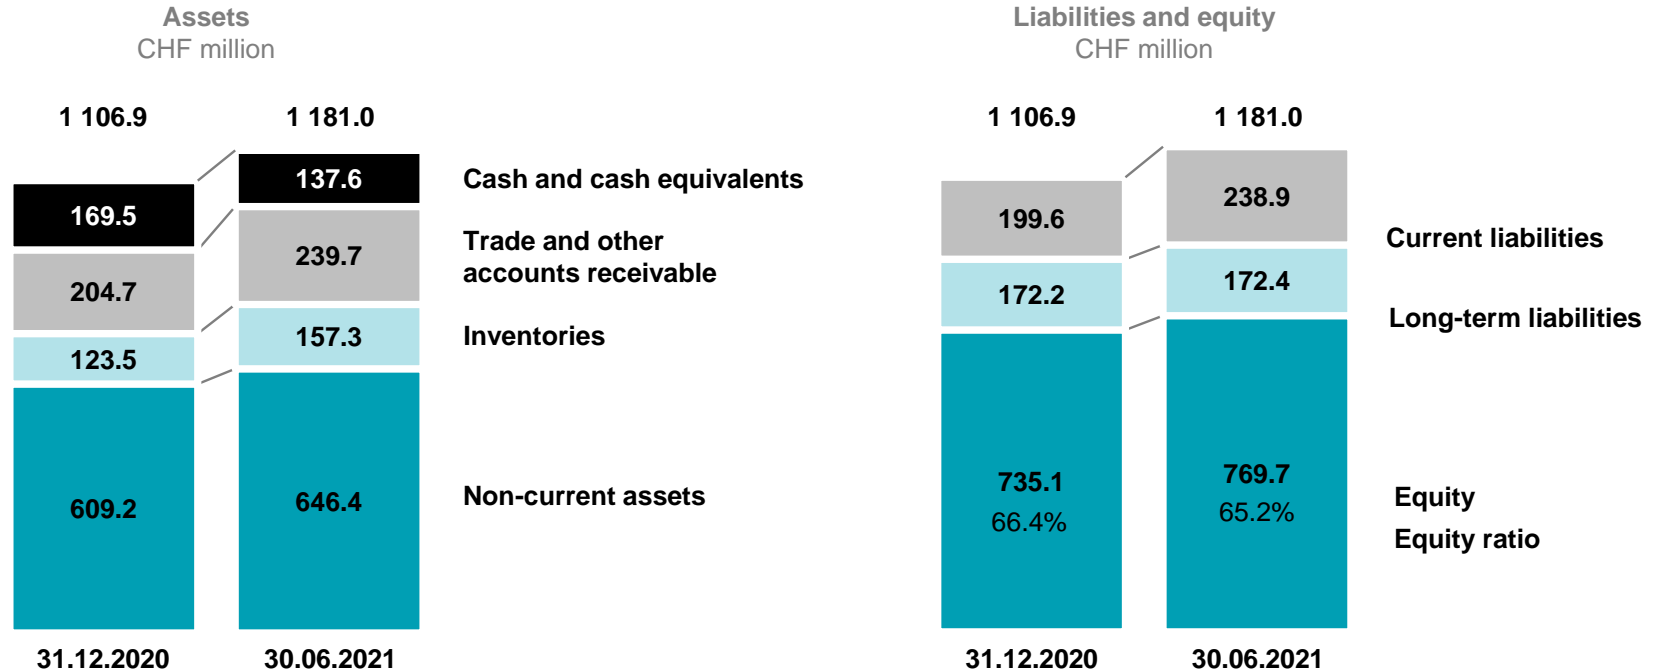 Assets
CHF million
1 106.9
1 181.0
169.5
137.6
Cash and cash equivalents
204.7
239.7
Trade and other
accounts receivable
123.5
157.3
Inventories
609.2
646.4
Non-current assets
31.12.2020
30.06.2021
Liabilities and equity
CHF million
1 106.9
1 181.0
199.6
238.9
Current liabilities
172.2
172.4
Long-term liabilities
735.1
66.4%
769.7
65.2%
Equity
Equity ratio
31.12.2020
30.06.2021